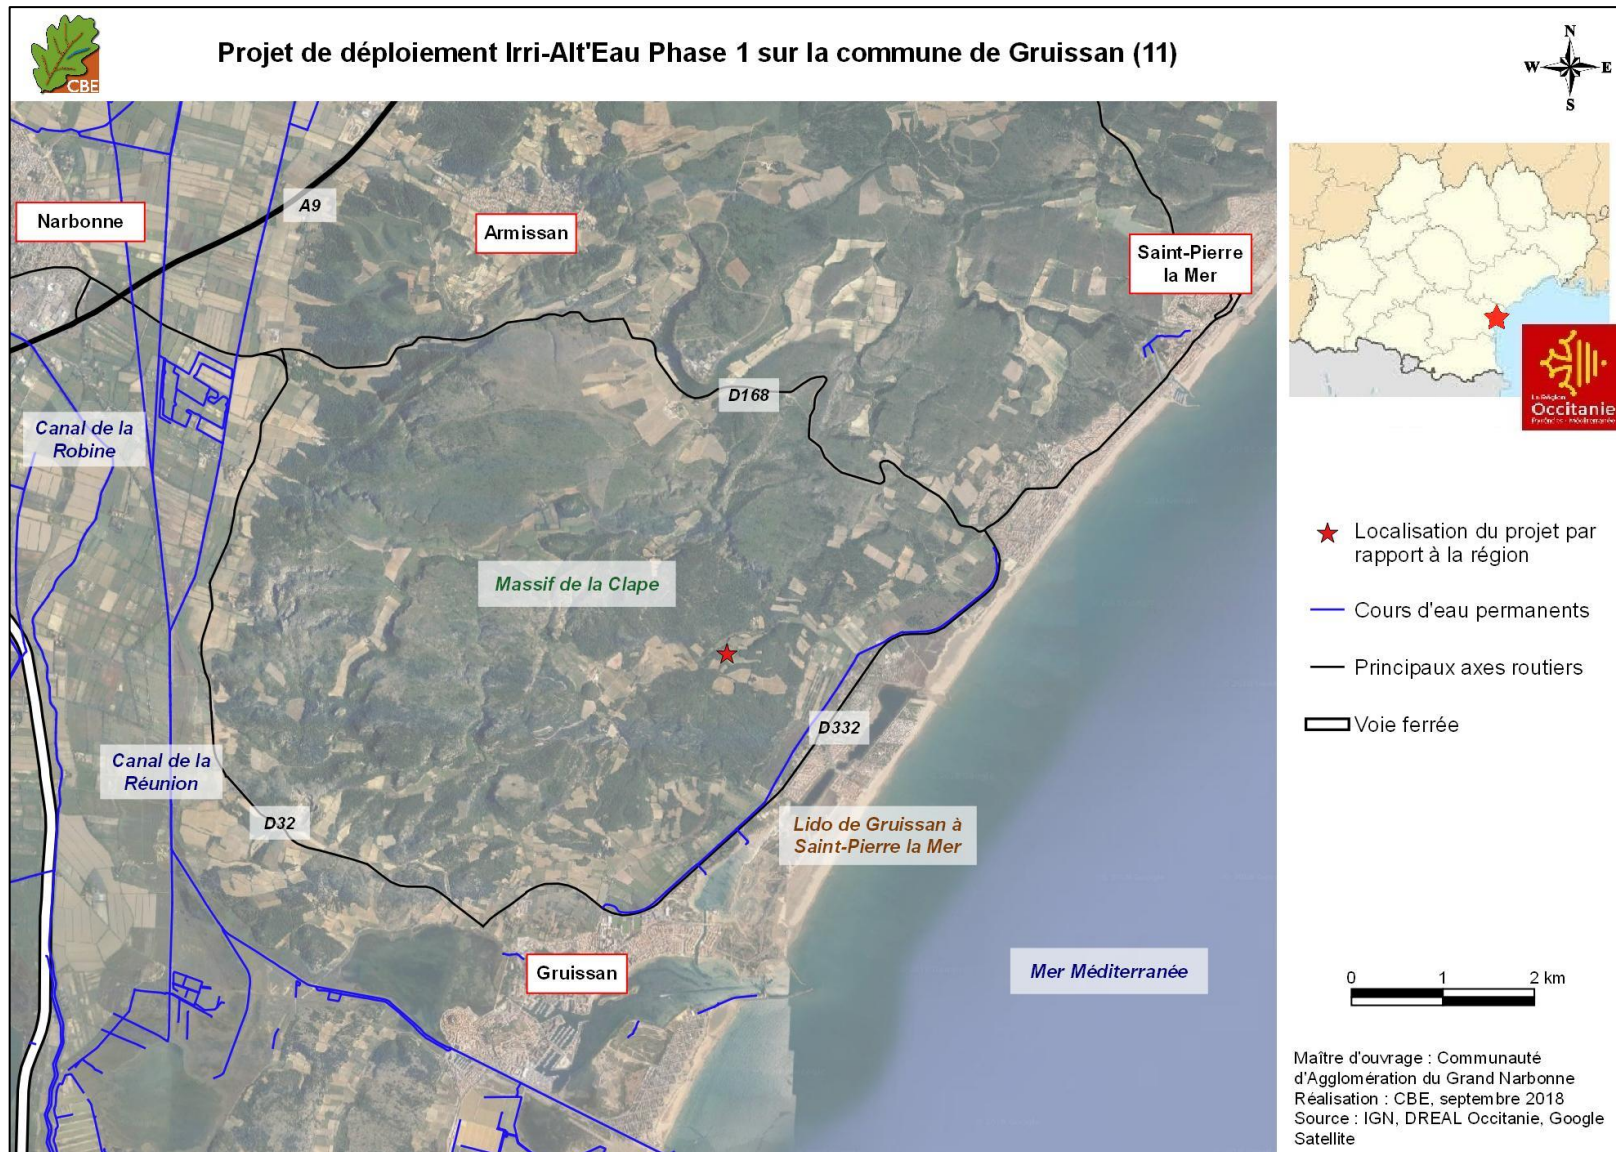 Projet de déploiement Irri-Alt'Eau Phase 1 sur la commune de Gruissan (11)
CBE
N
W
E
S
A9
Narbonne
Armissan
Saint-Pierre
la Mer
D168
Canal de la
Robine
Massif de la Clape
D332
Canal de la
Réunion
D32
Lido de Gruissan à
Saint-Pierre la Mer
Gruissan
Mer Méditerranée
La Région
Occitanie
Pyrénées - Méditerranée
Localisation du projet par
rapport à la région
Cours d'eau permanents
Principaux axes routiers
Voie ferrée
0 1 2 km
Maître d'ouvrage : Communauté
d'Agglomération du Grand Narbonne
Réalisation : CBE, septembre 2018
Source : IGN, DREAL Occitanie, Google
Satellite